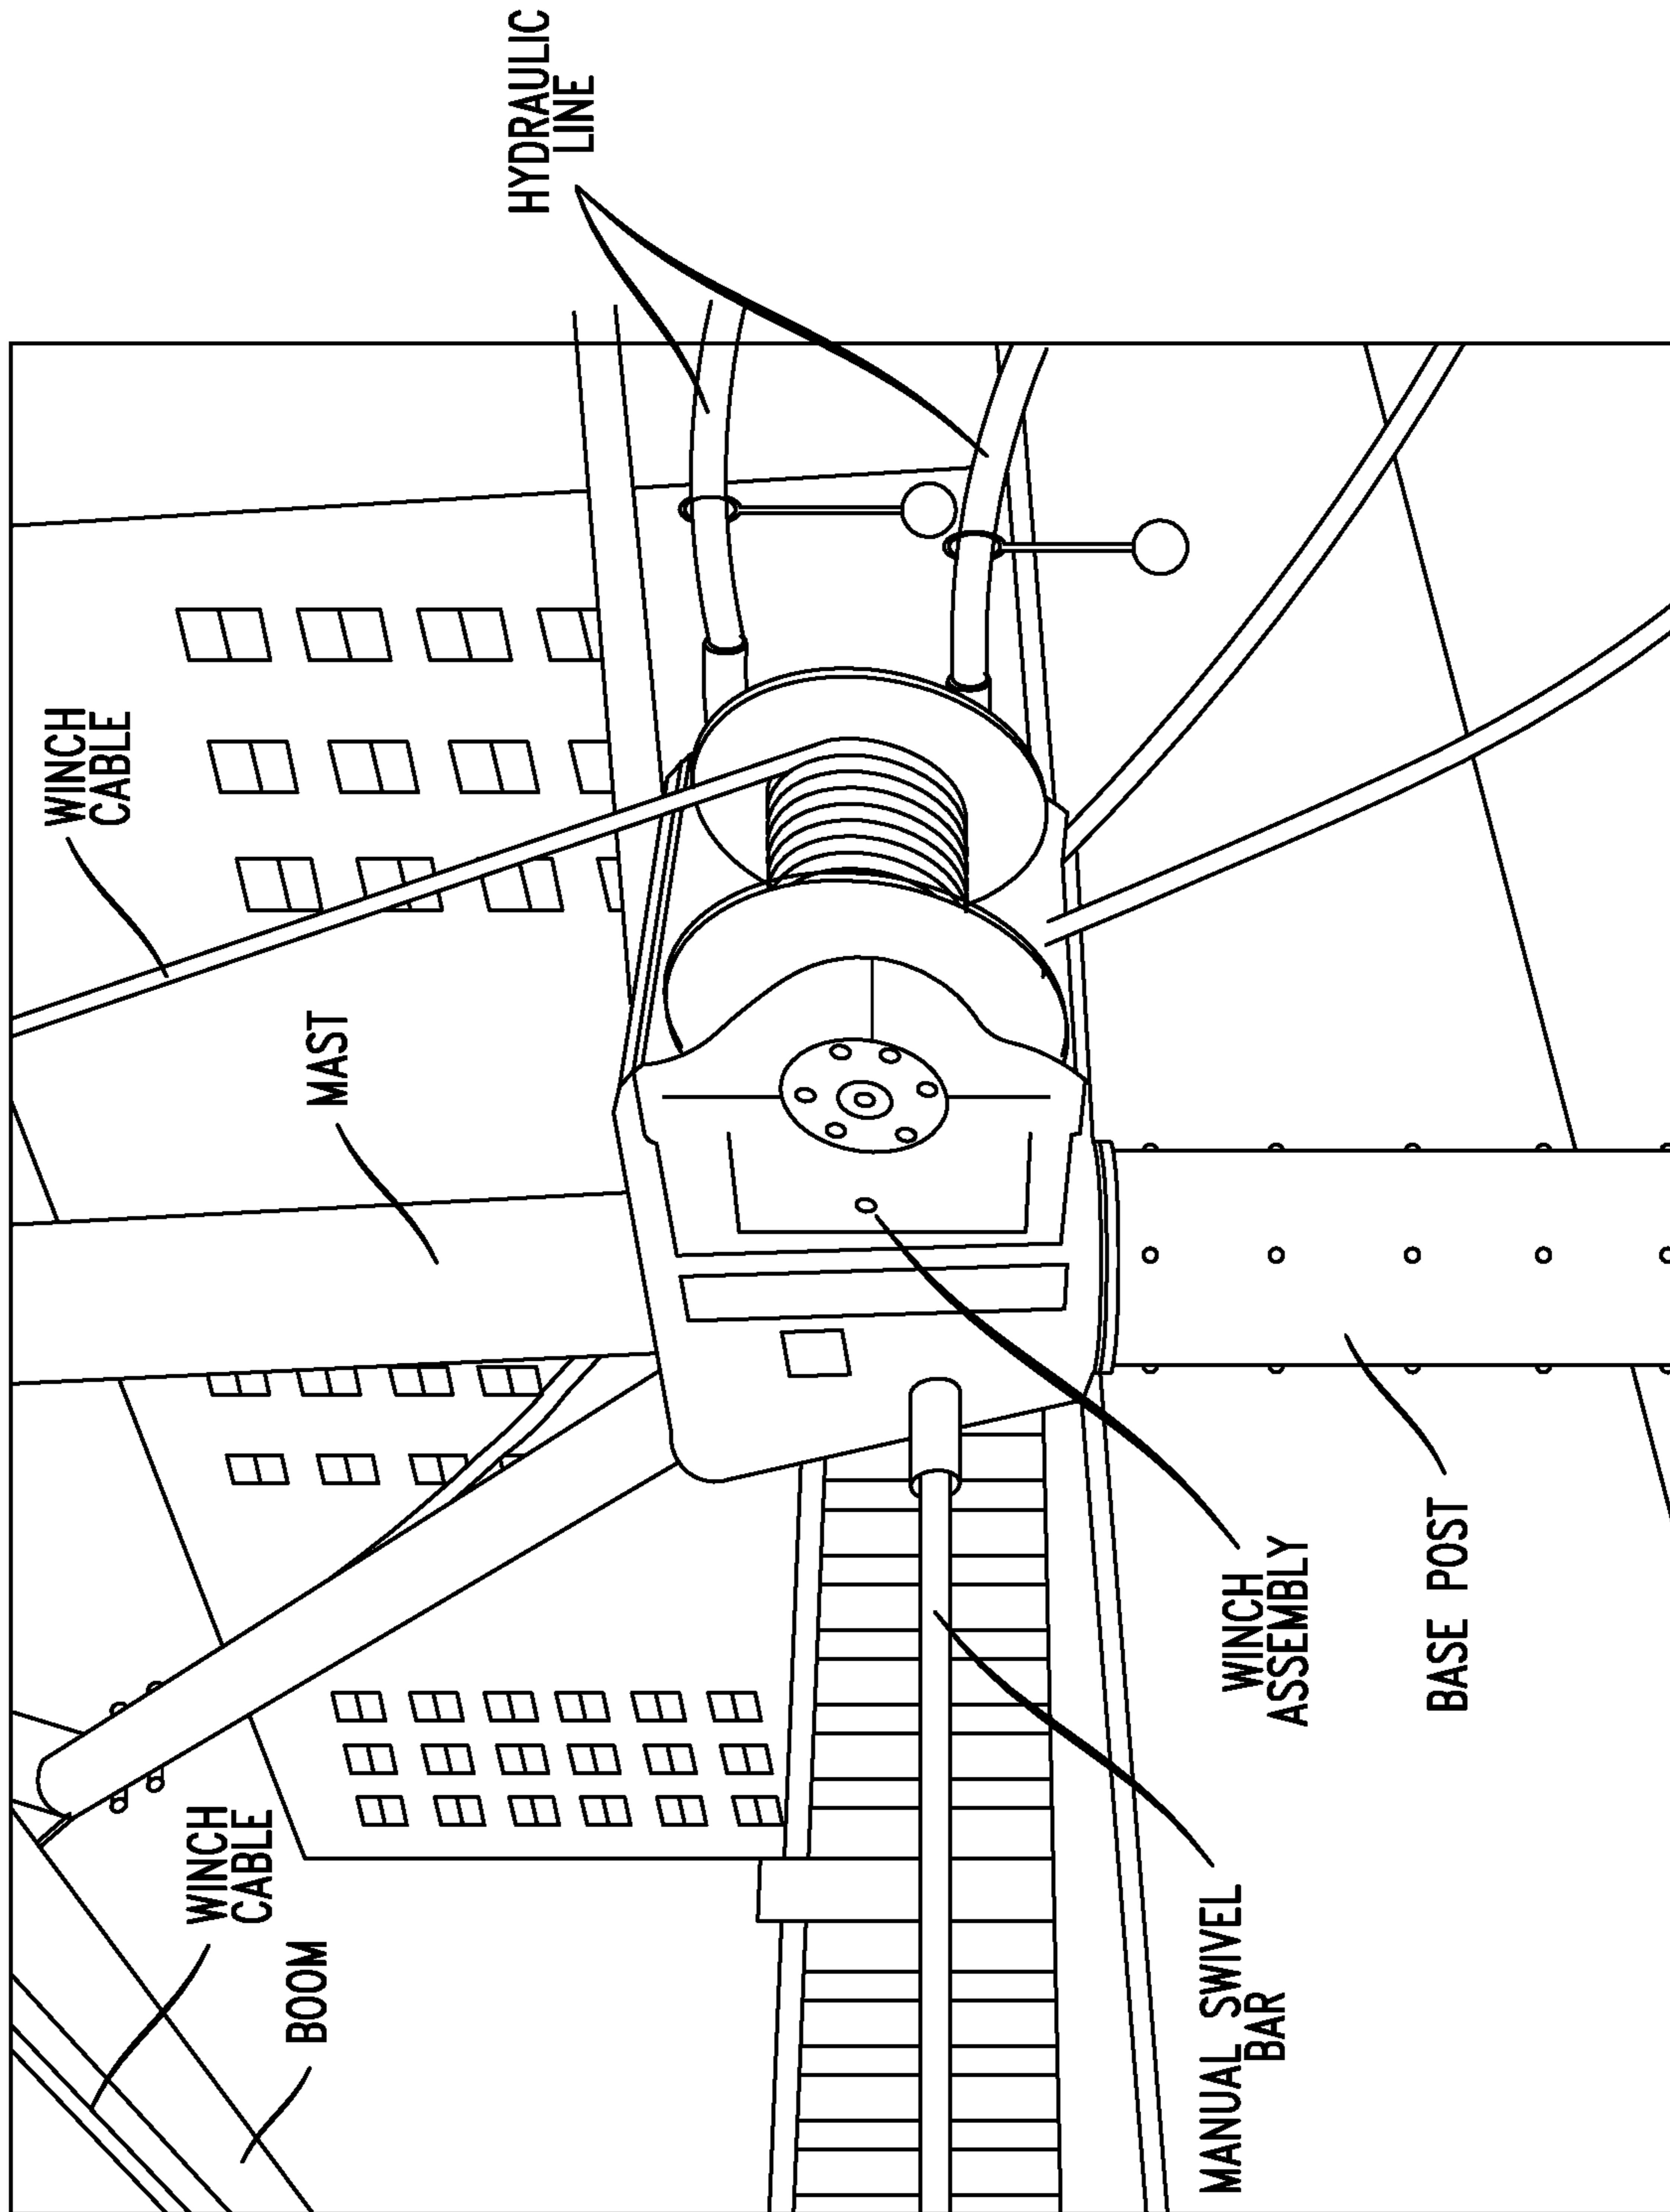 HYDRAULIC
LINE
WINCH
CABLE
MAST
WINCH
CABLE
BOOM
WINCH
ASSEMBLY
BASE POST
MANUAL SWIVEL
BAR